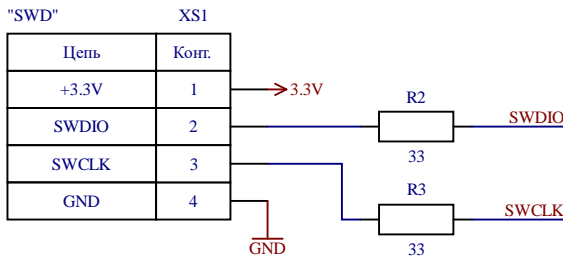 "SWD" XS1
Цепь Конт.
+3.3V 1 3.3V
R2
SWDIO 2 SWDIO
33
SWCLK 3
R3
GND 4 SWCLK
GND 33